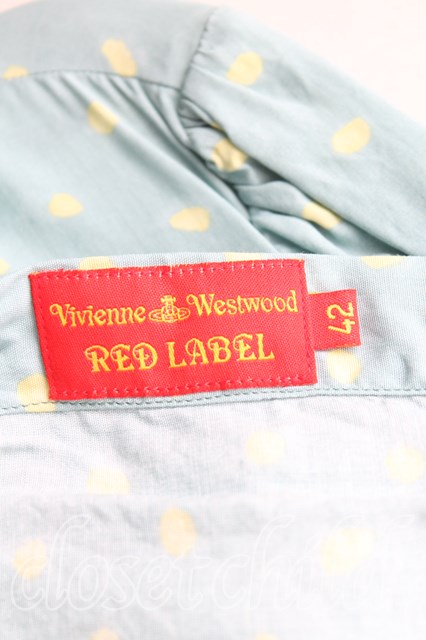 Vivienne Westwood
RED LABEL
42
closetchild